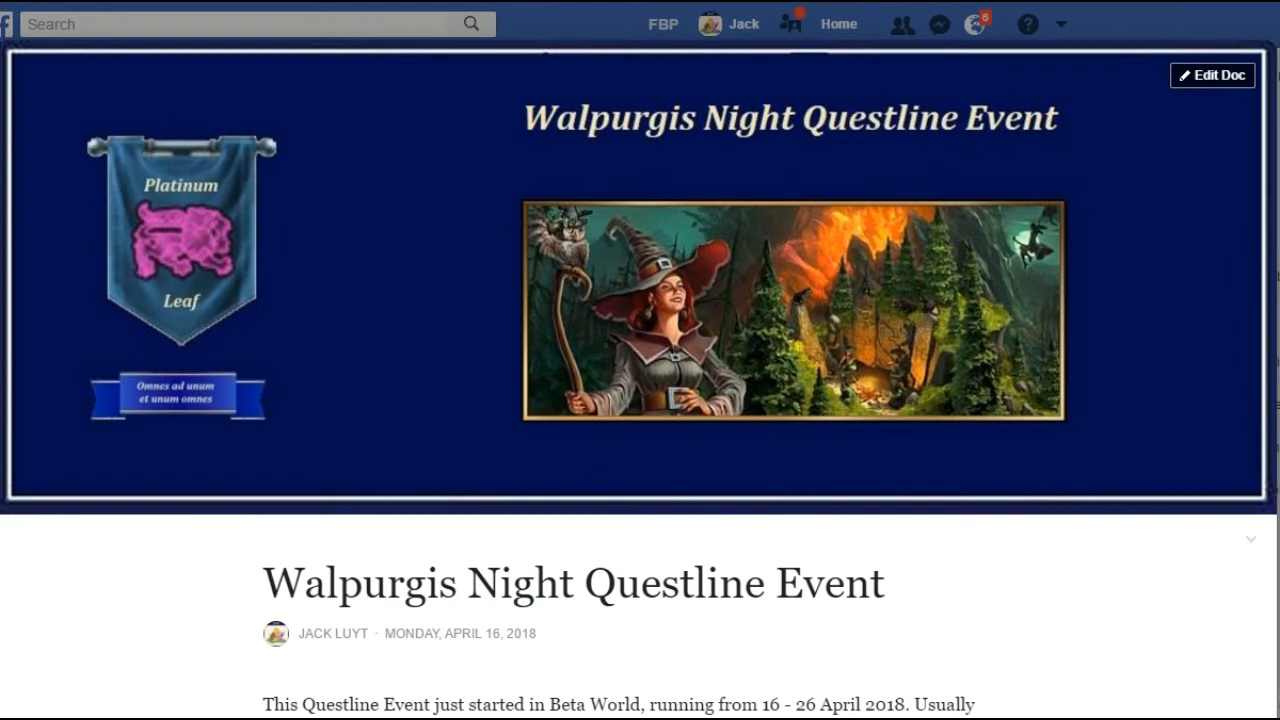 Search
FBP Jack Home 8
Edit Doc
Walpurgis Night Questline Event
Platinum
Leaf
Omnes ad unum
et unum omnes
Walpurgis Night Questline Event
JACK LUYT · MONDAY, APRIL 16, 2018
This Questline Event just started in Beta World, running from 16 - 26 April 2018. Usually